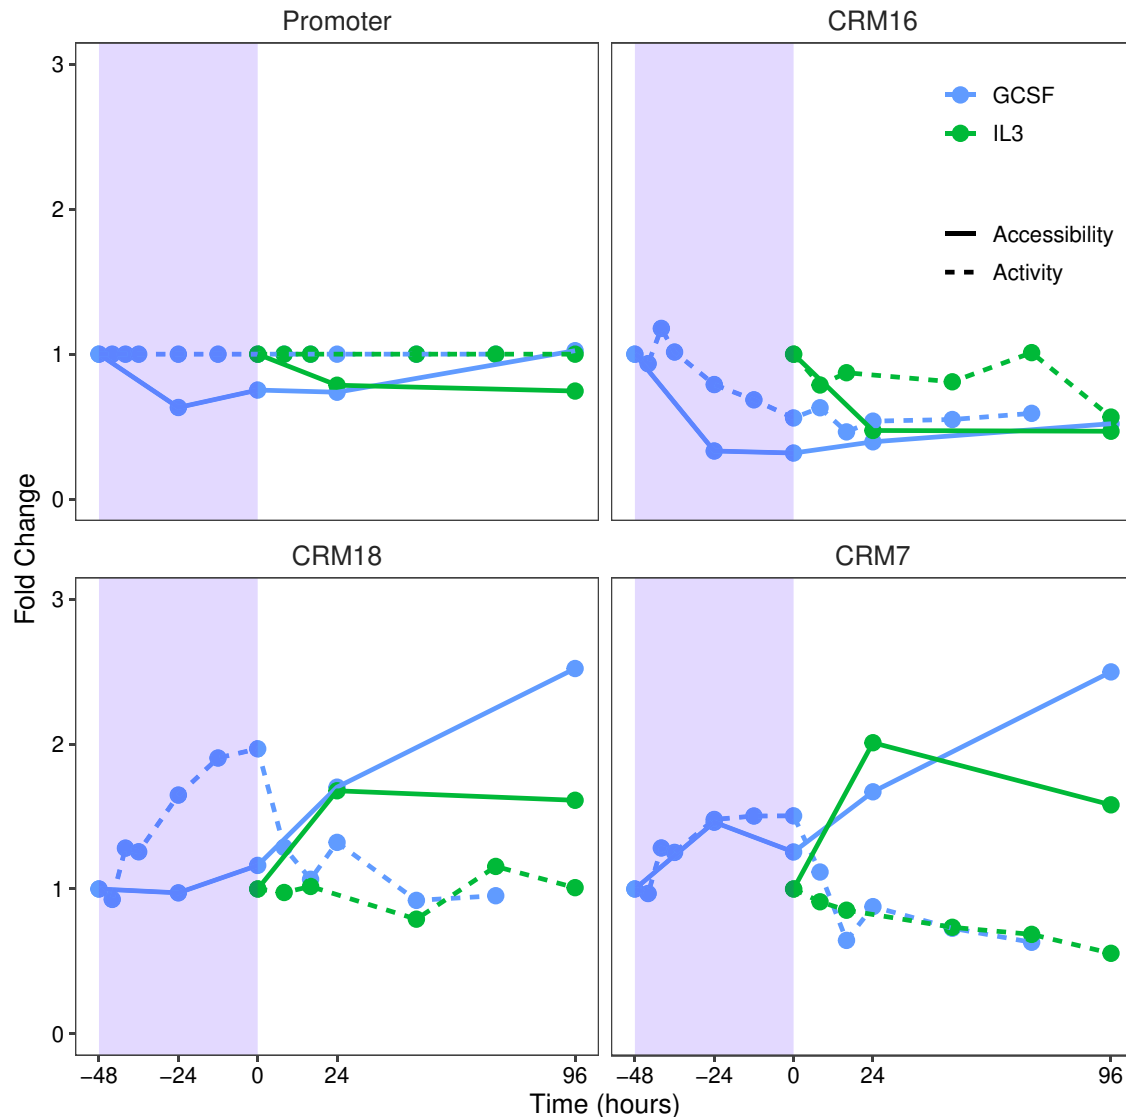 Promoter
CRM16
3
2
1
0
GCSF
IL3
Accessibility
Activity
Fold Change
CRM18
CRM7
3
2
1
0
−48 −24 0 24 96
−48 −24 0 24 96
Time (hours)